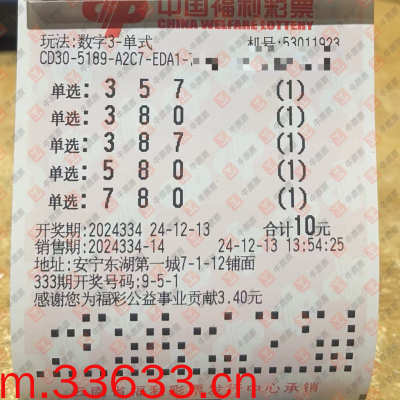 中国福利彩票
CHINA WELFARE LOTTERY
玩法:数字3-单式 机号:53011923
CD30-5189-A2C7-EDA1-
单选: 3 5 7 (1)
单选: 3 8 0 (1)
单选: 3 8 7 (1)
单选: 5 8 0 (1)
单选: 7 8 0 (1)
开奖期:2024334 24-12-13 合计10元
销售期:2024334-14 24-12-13 13:54:25
地址:安宁东湖第一城7-1-12铺面
333期开奖号码:9-5-1
感谢您为福彩公益事业贡献3.40元
m.33633.cn